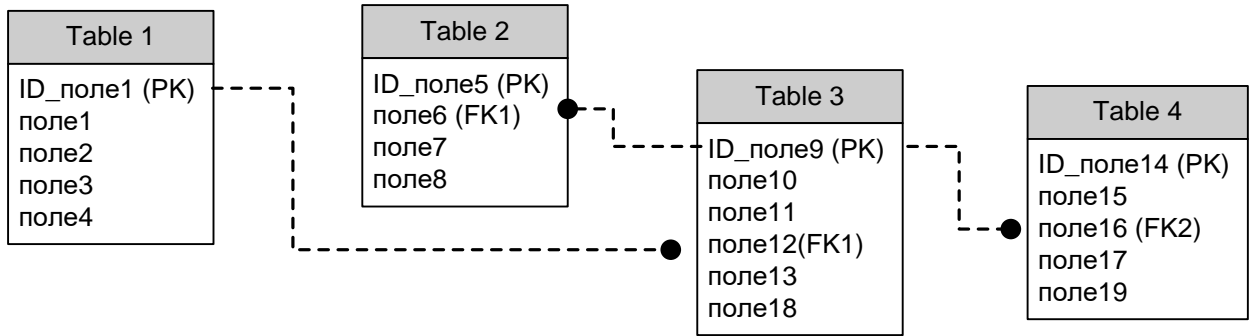 Table 1
ID_поле1 (PK)
поле1
поле2
поле3
поле4
Table 2
ID_поле5 (PK)
поле6 (FK1)
поле7
поле8
Table 3
ID_поле9 (PK)
поле10
поле11
поле12(FK1)
поле13
поле18
Table 4
ID_поле14 (PK)
поле15
поле16 (FK2)
поле17
поле19